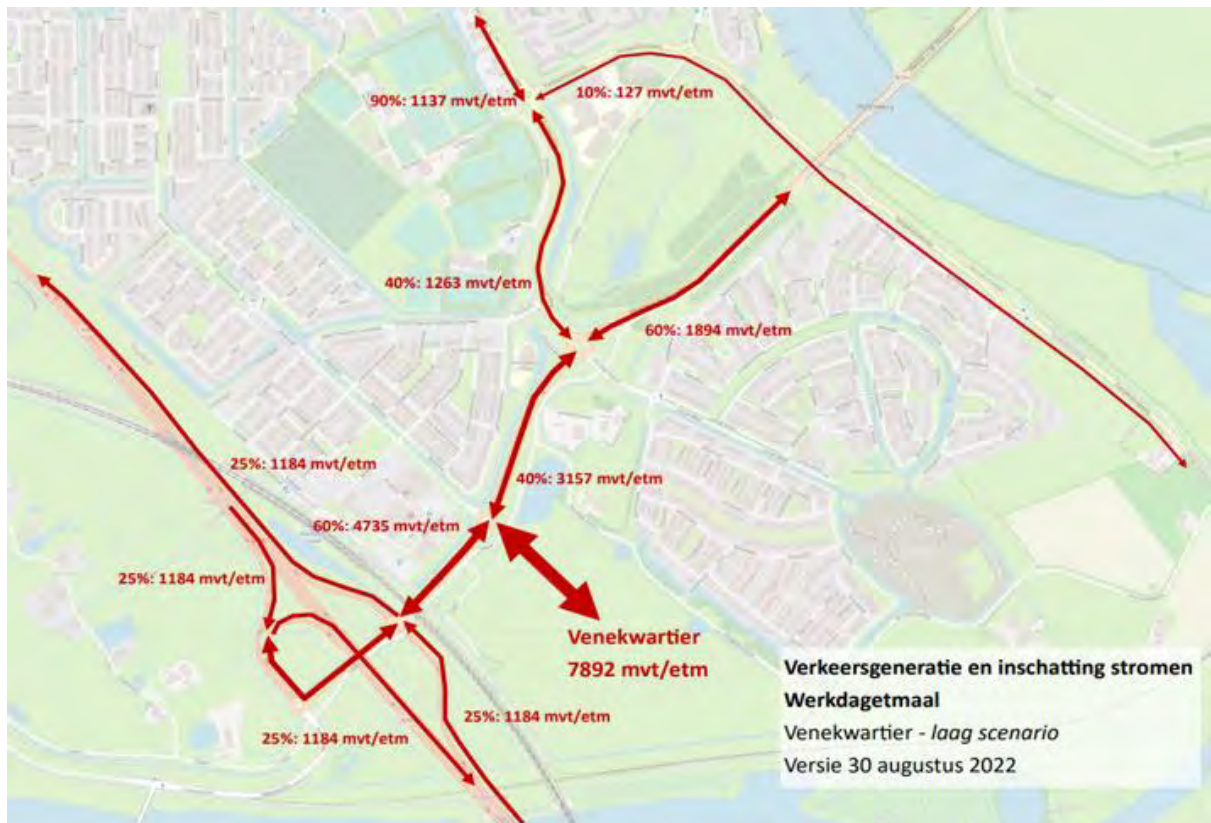 90%: 1137 mvt/etm
10%: 127 mvt/etm
40%: 1263 mvt/etm
60%: 1894 mvt/etm
25%: 1184 mvt/etm
40%: 3157 mvt/etm
60%: 4735 mvt/etm
25%: 1184 mvt/etm
Venekwartier
7892 mvt/etm
25%: 1184 mvt/etm
25%: 1184 mvt/etm
Verkeersgeneratie en inschatting stromen
Werkdagetmaal
Venekwartier - laag scenario
Versie 30 augustus 2022